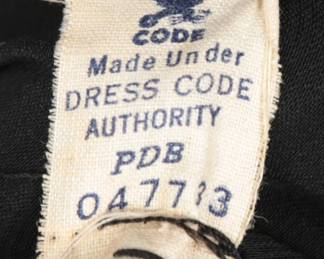 CODE
Made Under
DRESS CODE
AUTHORITY
PDB